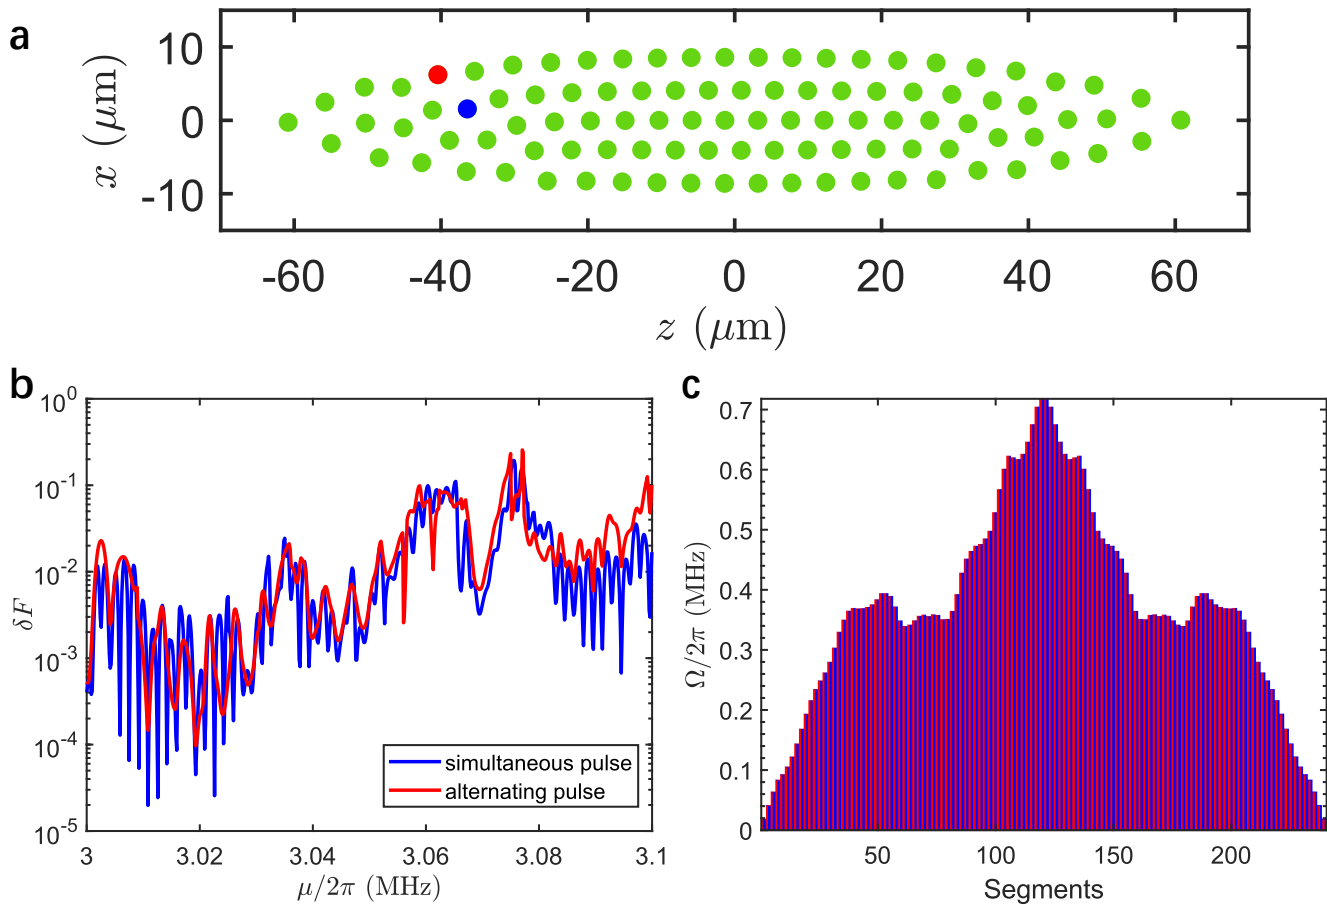 a
10
0
-10
x (μm)
-60 -40 -20 0 20 40 60
z (μm)
b
10^0
10^-1
10^-2
10^-3
10^-4
10^-5
δF
simultaneous pulse
alternating pulse
3 3.02 3.04 3.06 3.08 3.1
μ/2π (MHz)
c
0.7
0.6
0.5
0.4
0.3
0.2
0.1
0
Ω/2π (MHz)
50 100 150 200
Segments